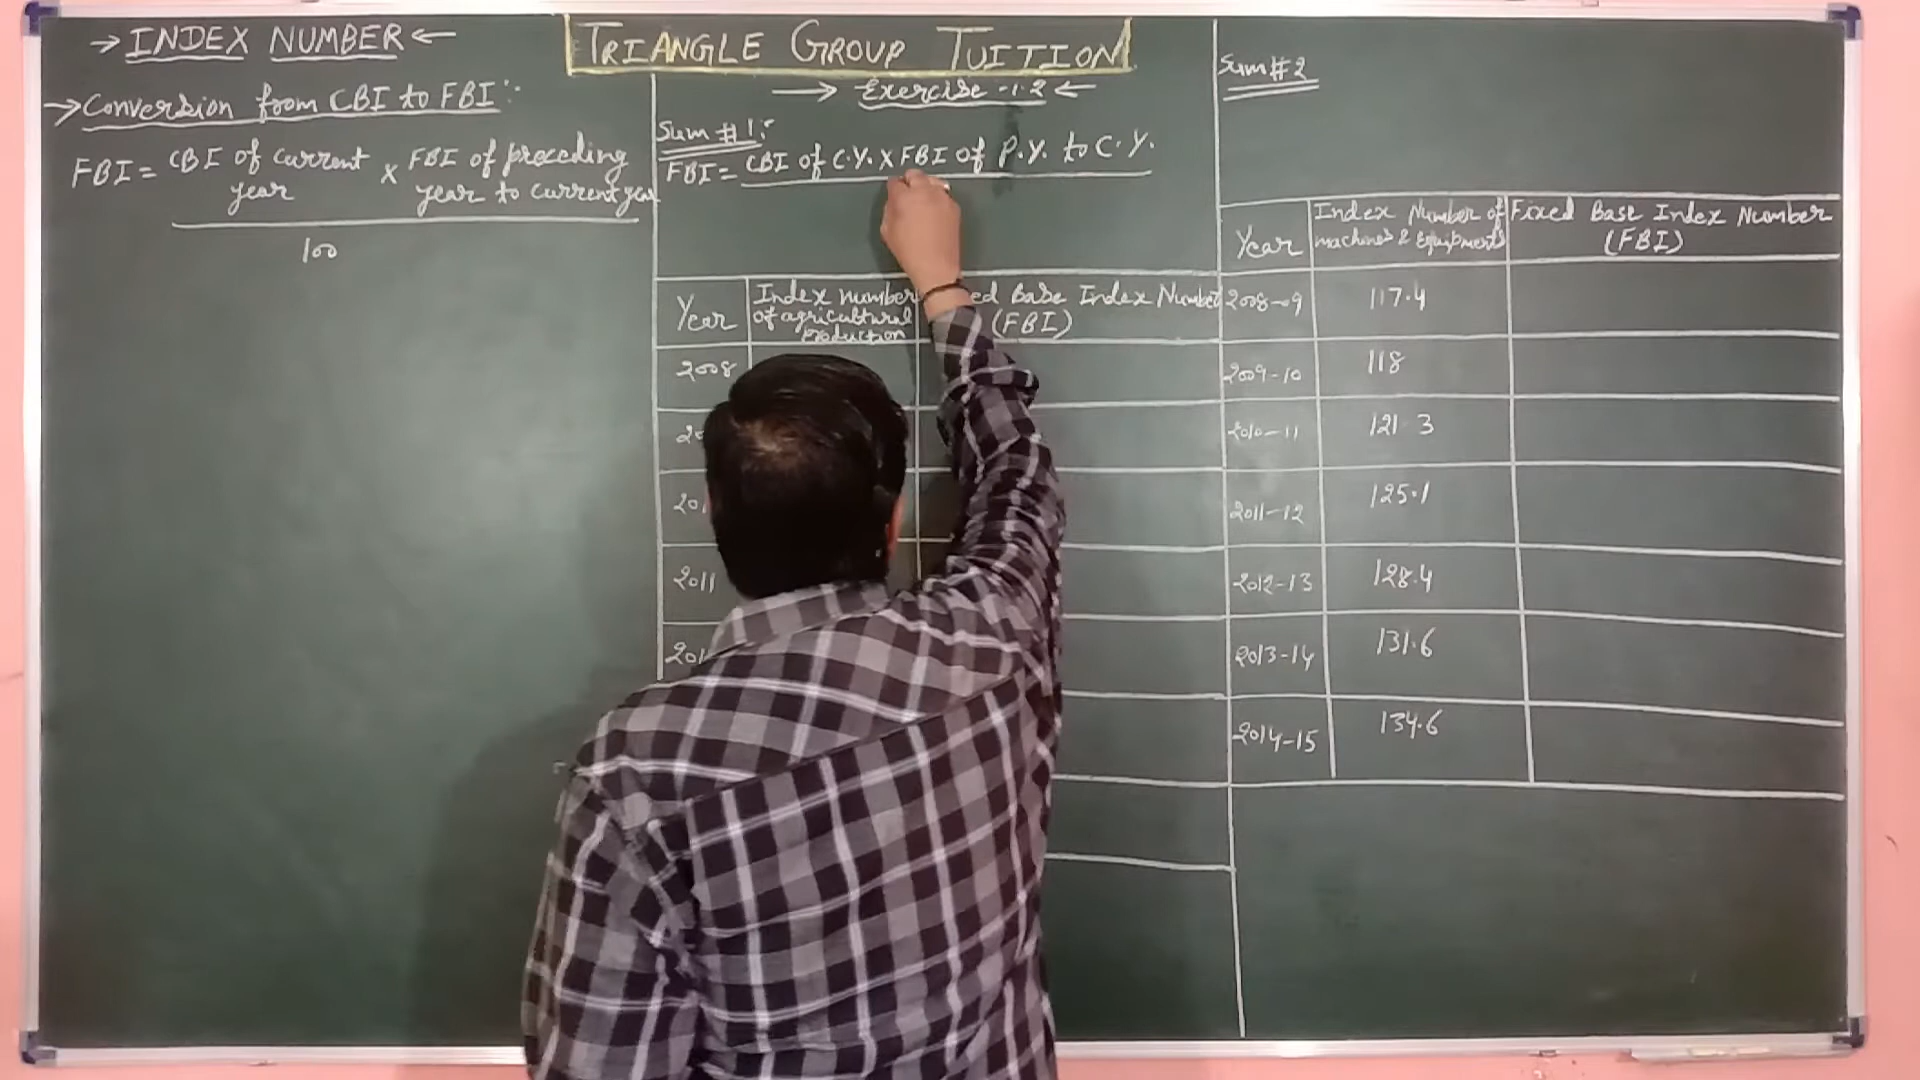 → INDEX NUMBER ←
→ Conversion from CBI to FBI :-
FBI = CBI of current year × FBI of preceding year to current year
100
TRIANGLE GROUP TUITION
→ Exercise - 1.2 ←
Sum # 1:-
FBI = CBI of C.Y. × FBI of P.Y. to C.Y.
Year Index number of agricultural production ed Base Index Number (FBI)
2008
2011
Sum # 2
Year Index Number of machines & Equipments Fixed Base Index Number (FBI)
2008-09 117.4
2009-10 118
2010-11 121.3
2011-12 125.1
2012-13 128.4
2013-14 131.6
2014-15 134.6